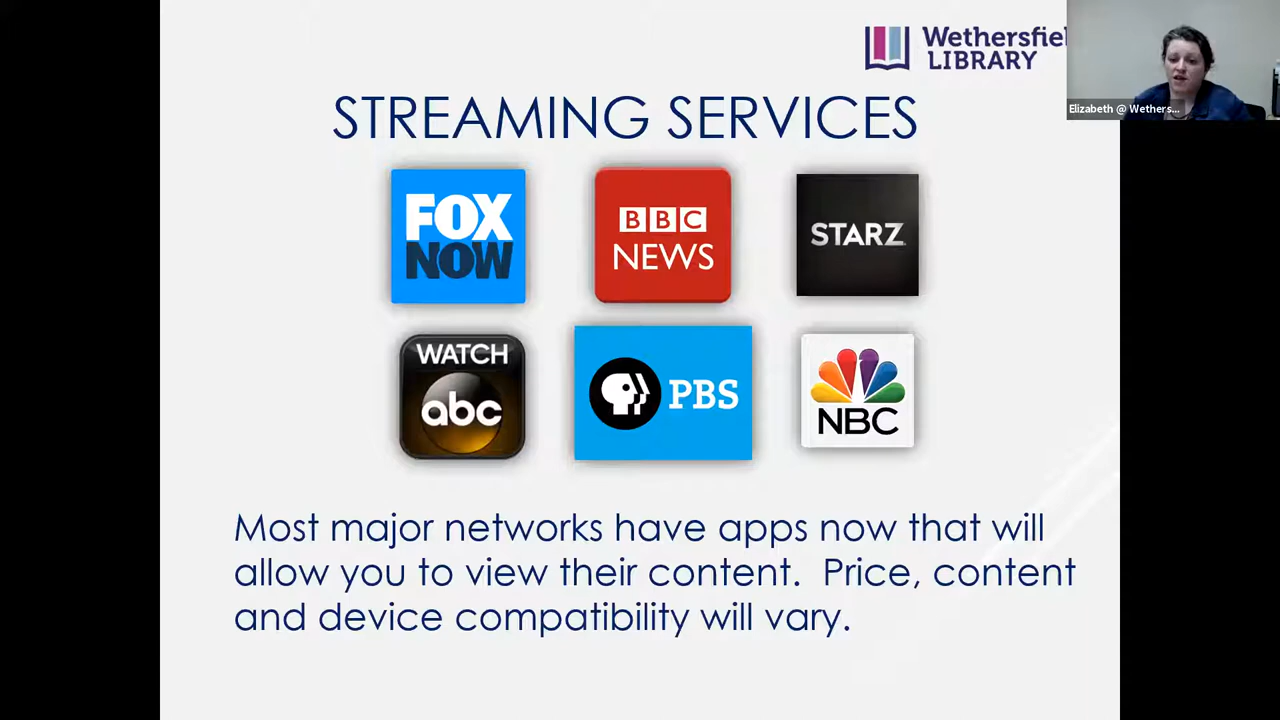 Wethersfiel
LIBRARY
Elizabeth @ Wethers...
STREAMING SERVICES
FOX
NOW
BBC
NEWS
STARZ
WATCH
abc
PBS
NBC
Most major networks have apps now that will
allow you to view their content.  Price, content
and device compatibility will vary.